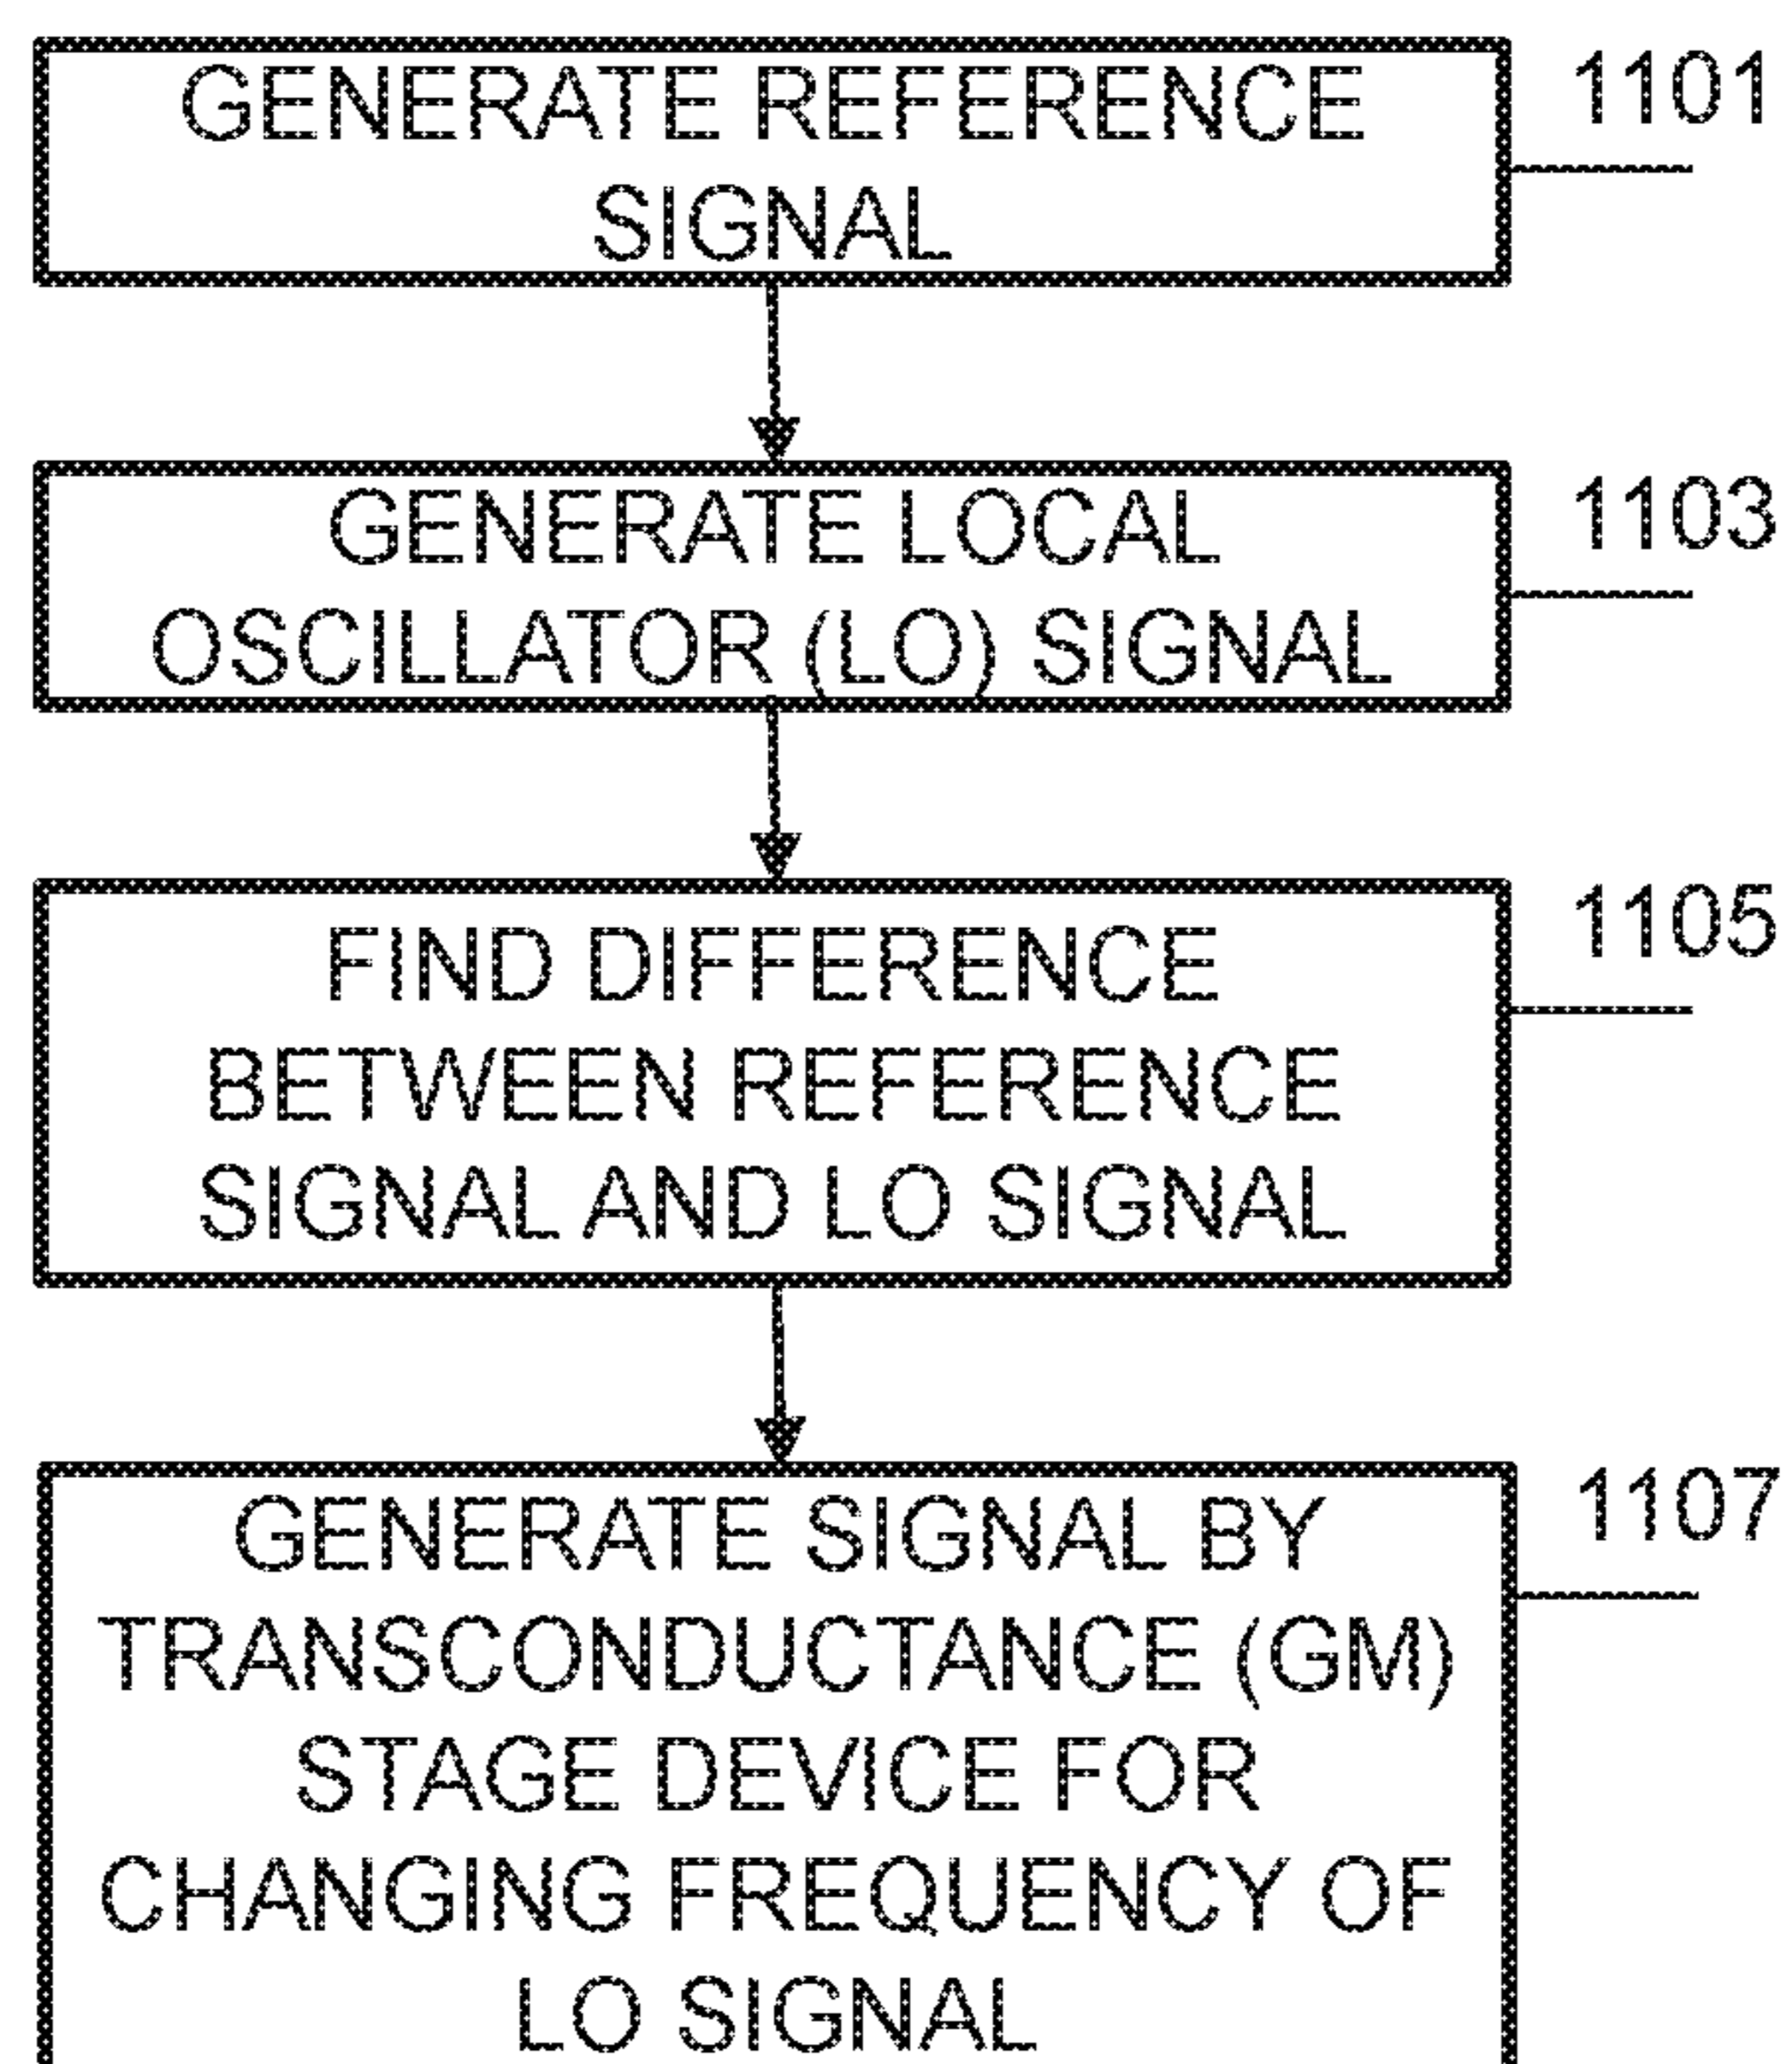 GENERATE REFERENCE
SIGNAL
1101
GENERATE LOCAL
OSCILLATOR (LO) SIGNAL
1103
FIND DIFFERENCE
BETWEEN REFERENCE
SIGNAL AND LO SIGNAL
1105
GENERATE SIGNAL BY
TRANSCONDUCTANCE (GM)
STAGE DEVICE FOR
CHANGING FREQUENCY OF
LO SIGNAL
1107